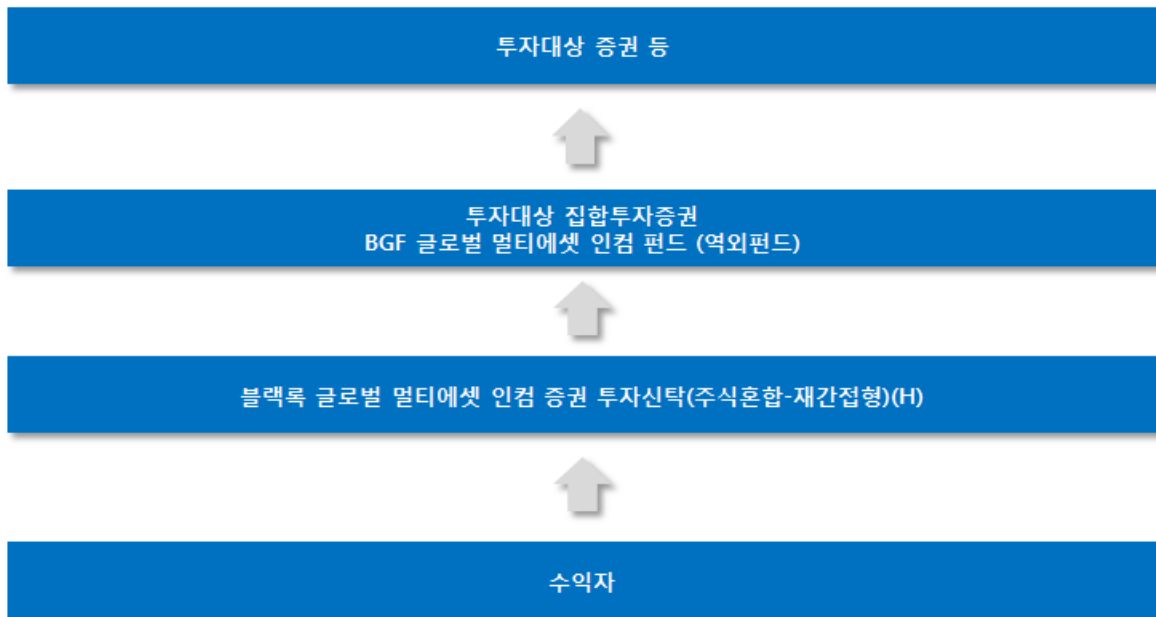 투자대상 증권 등
투자대상 집합투자증권
BGF 글로벌 멀티에셋 인컴 펀드 (역외펀드)
블랙록 글로벌 멀티에셋 인컴 증권 투자신탁(주식혼합-재간접형)(H)
수익자